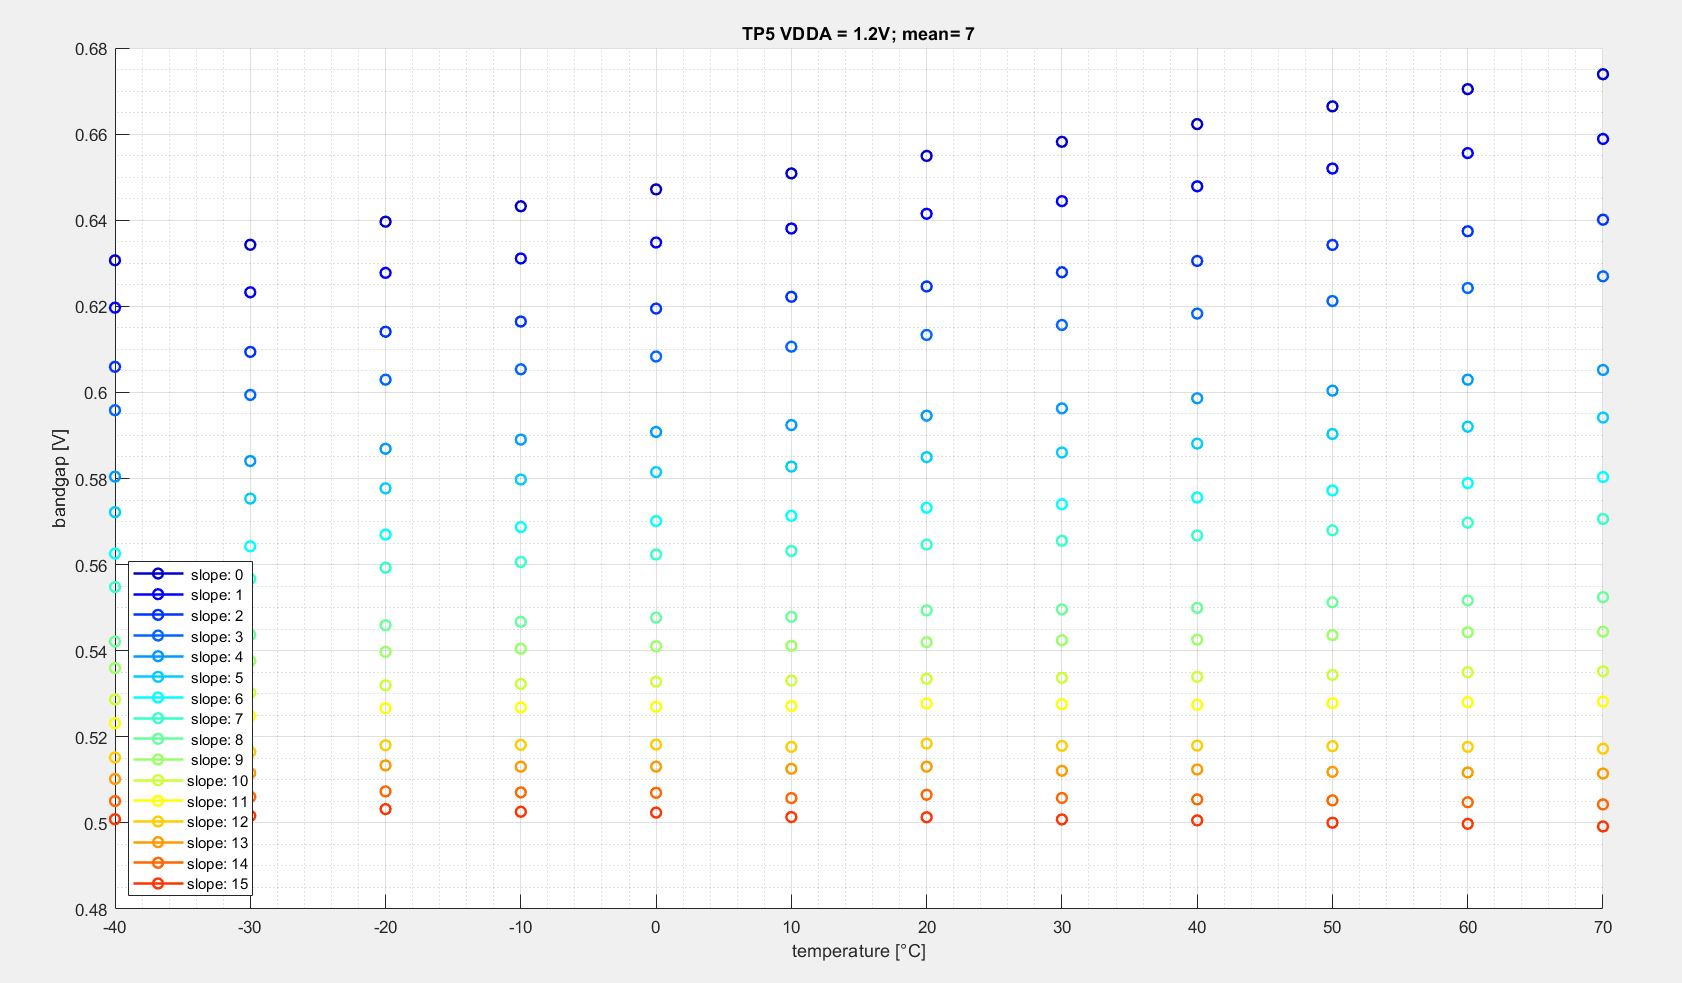 TP5 VDDA = 1.2V; mean= 7
0.68
0.66
0.64
0.62
0.6
0.58
0.56
0.54
0.52
0.5
0.48
bandgap [V]
slope: 0
slope: 1
slope: 2
slope: 3
slope: 4
slope: 5
slope: 6
slope: 7
slope: 8
slope: 9
slope: 10
slope: 11
slope: 12
slope: 13
slope: 14
slope: 15
-40 -30 -20 -10 0 10 20 30 40 50 60 70
temperature [°C]